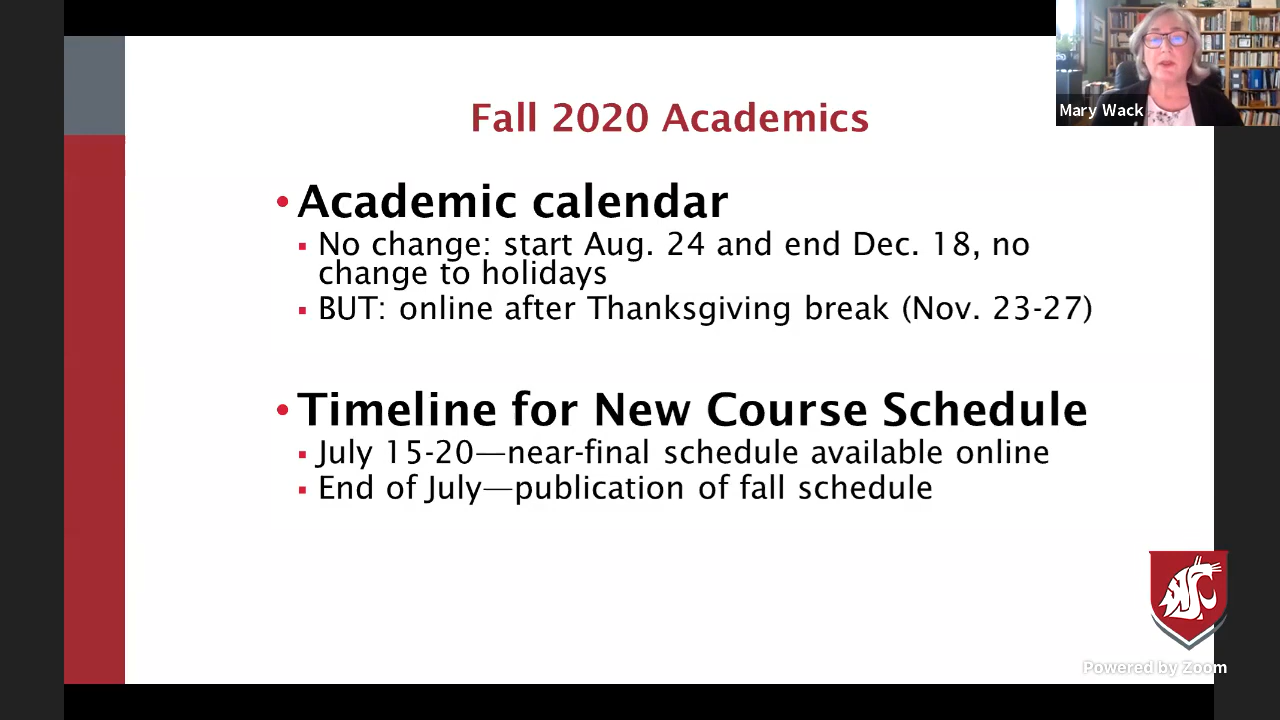 Fall 2020 Academics
Mary Wack
• Academic calendar
▪ No change: start Aug. 24 and end Dec. 18, no
change to holidays
▪ BUT: online after Thanksgiving break (Nov. 23-27)
• Timeline for New Course Schedule
▪ July 15-20—near-final schedule available online
▪ End of July—publication of fall schedule
Powered by Zoom